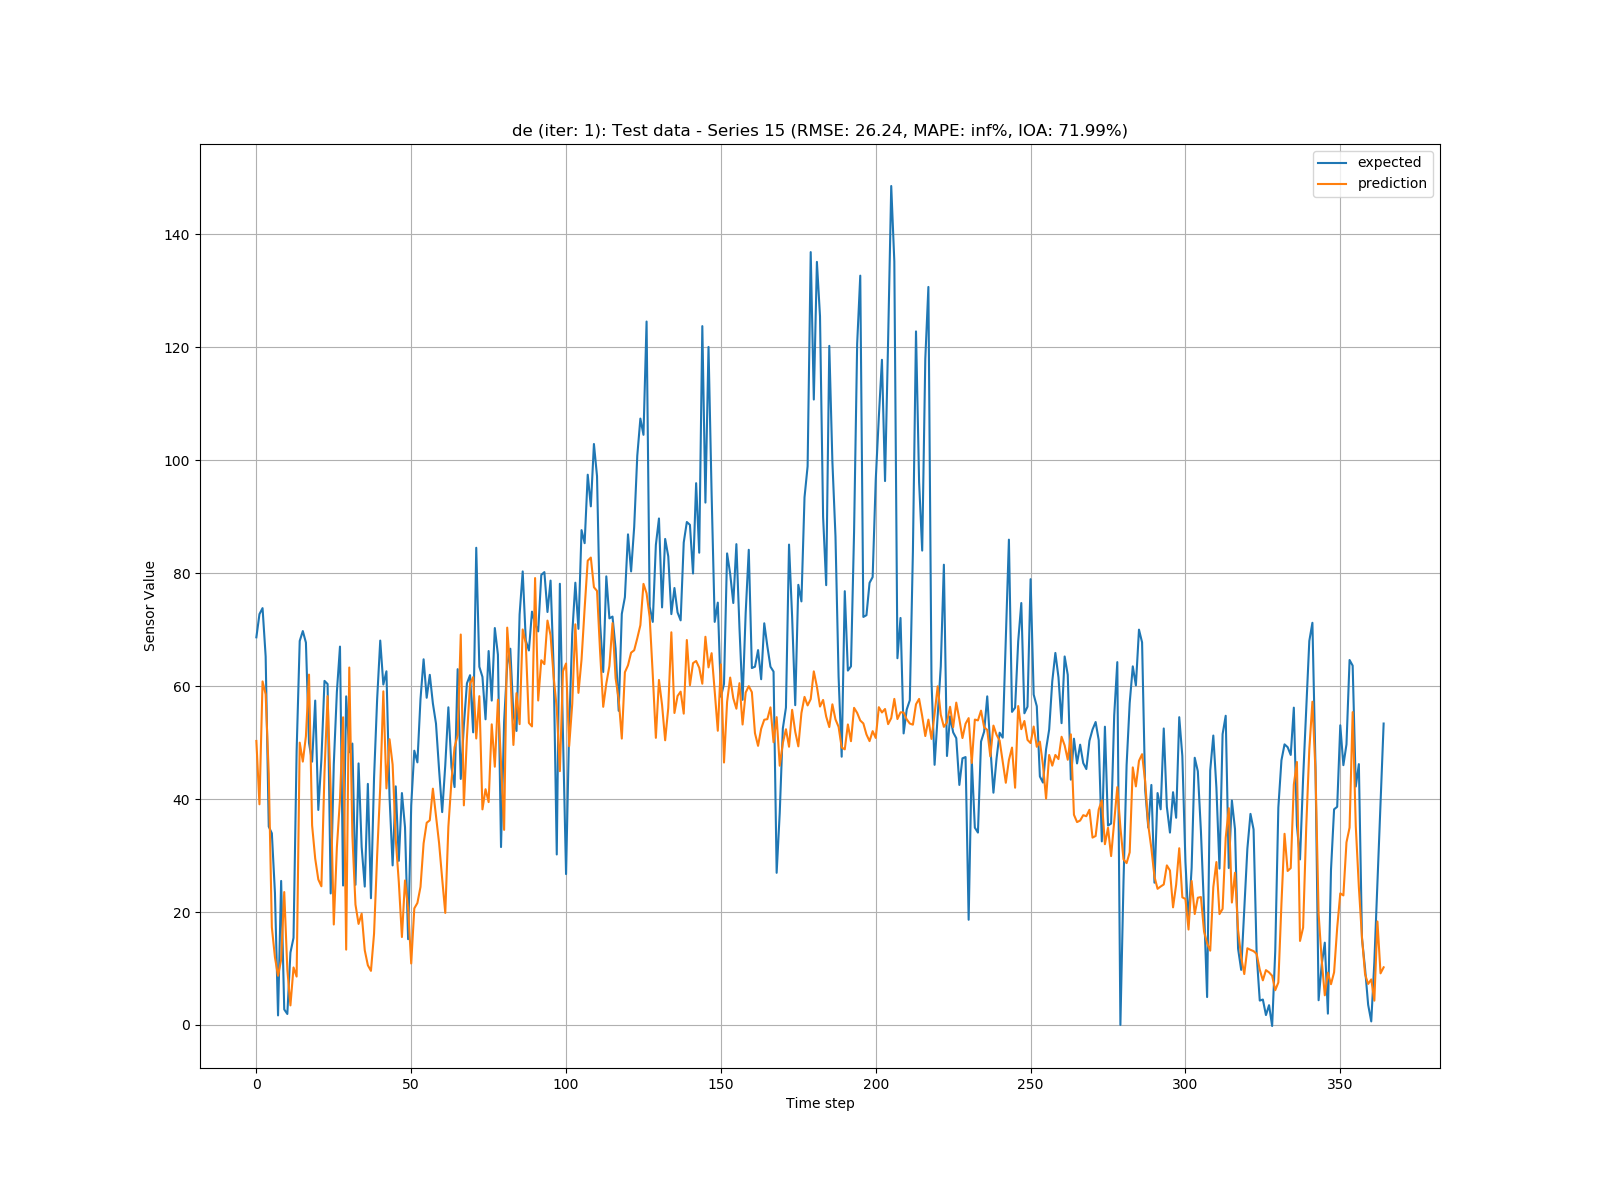 de (iter: 1): Test data - Series 15 (RMSE: 26.24, MAPE: inf%, IOA: 71.99%)
expected
prediction
140
120
100
80
60
40
20
0
Sensor Value
0 50 100 150 200 250 300 350
Time step